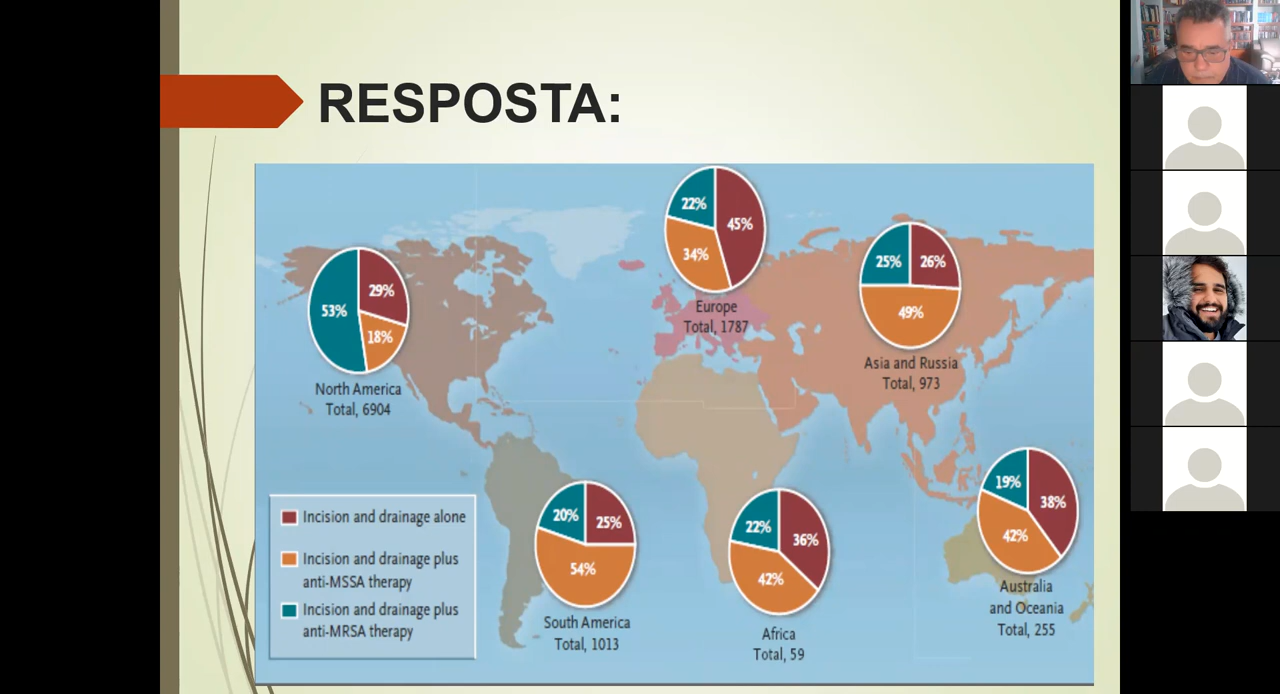 RESPOSTA:
22%
45%
34%
Europe
Total, 1787
25%
26%
49%
Asia and Russia
Total, 973
53%
29%
18%
North America
Total, 6904
19%
38%
42%
Australia
and Oceania
Total, 255
20%
25%
54%
South America
Total, 1013
22%
36%
42%
Africa
Total, 59
Incision and drainage alone
Incision and drainage plus
anti-MSSA therapy
Incision and drainage plus
anti-MRSA therapy